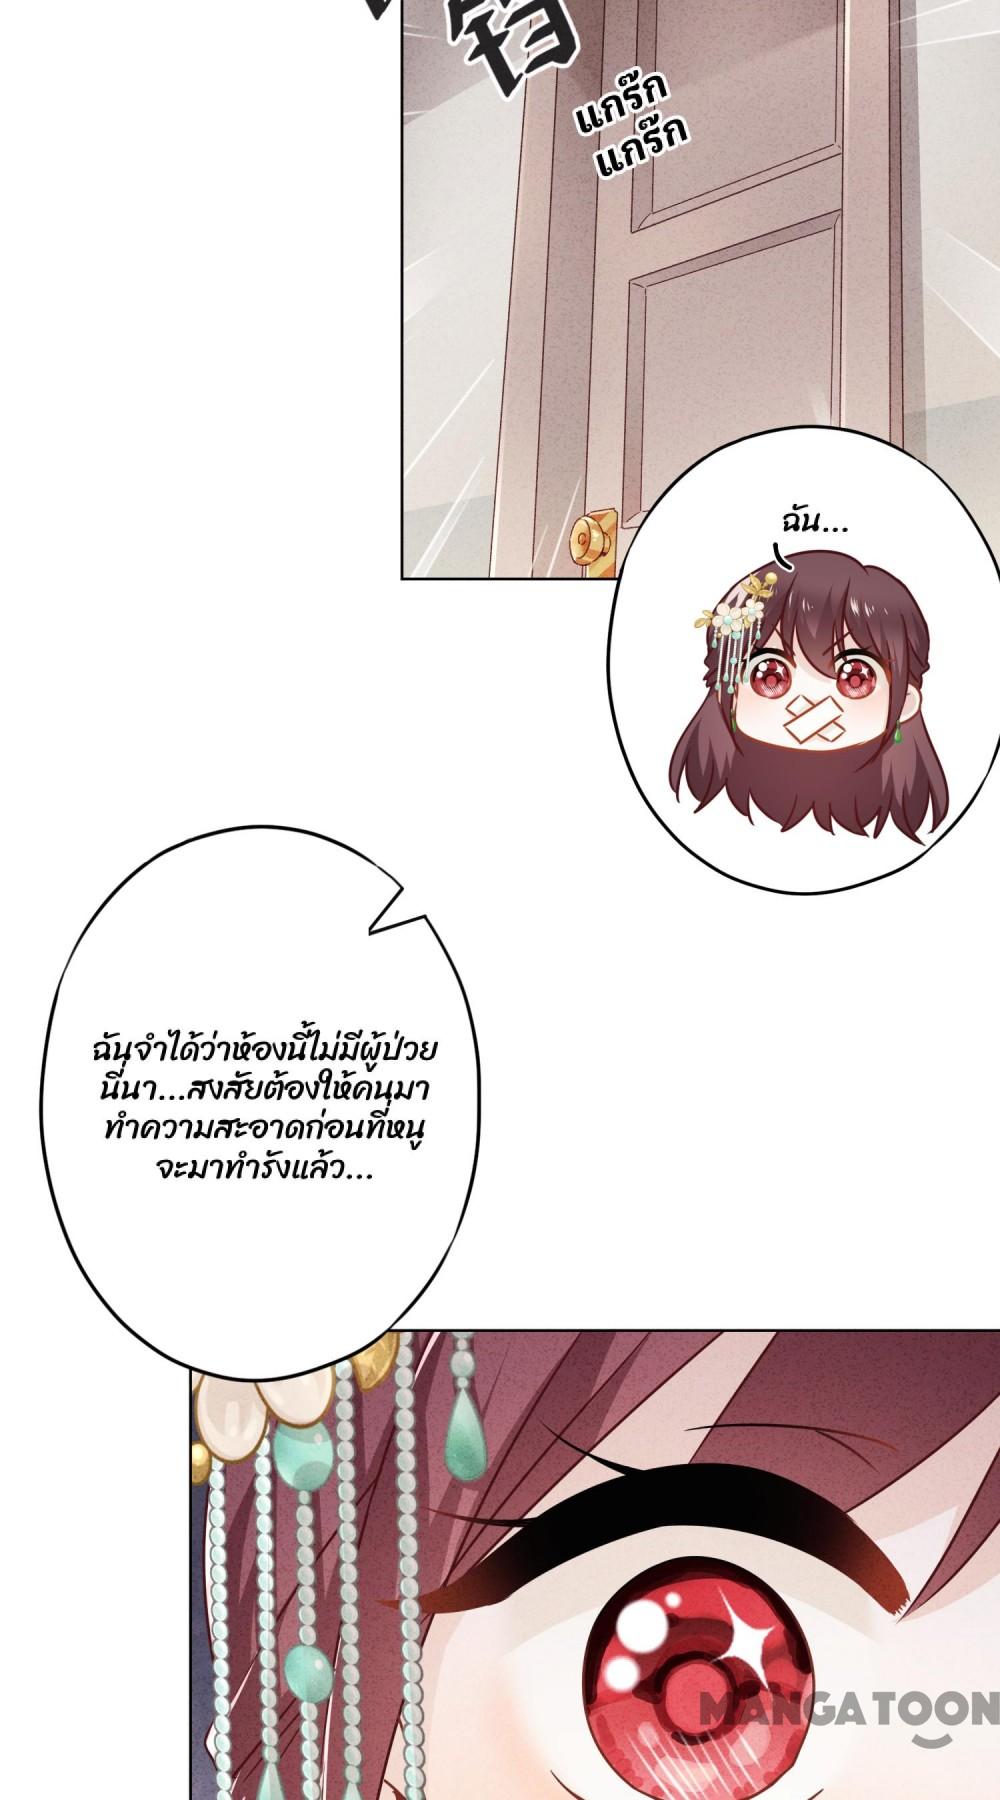 铛
แกร๊ก
แกร๊ก
ฉัน...
ฉันจำได้ว่าห้องนี้ไม่มีผู้ป่วย
นี่นา...สงสัยต้องให้คนมา
ทำความสะอาดก่อนที่หนู
จะมาทำรังแล้ว...
MANGATOON